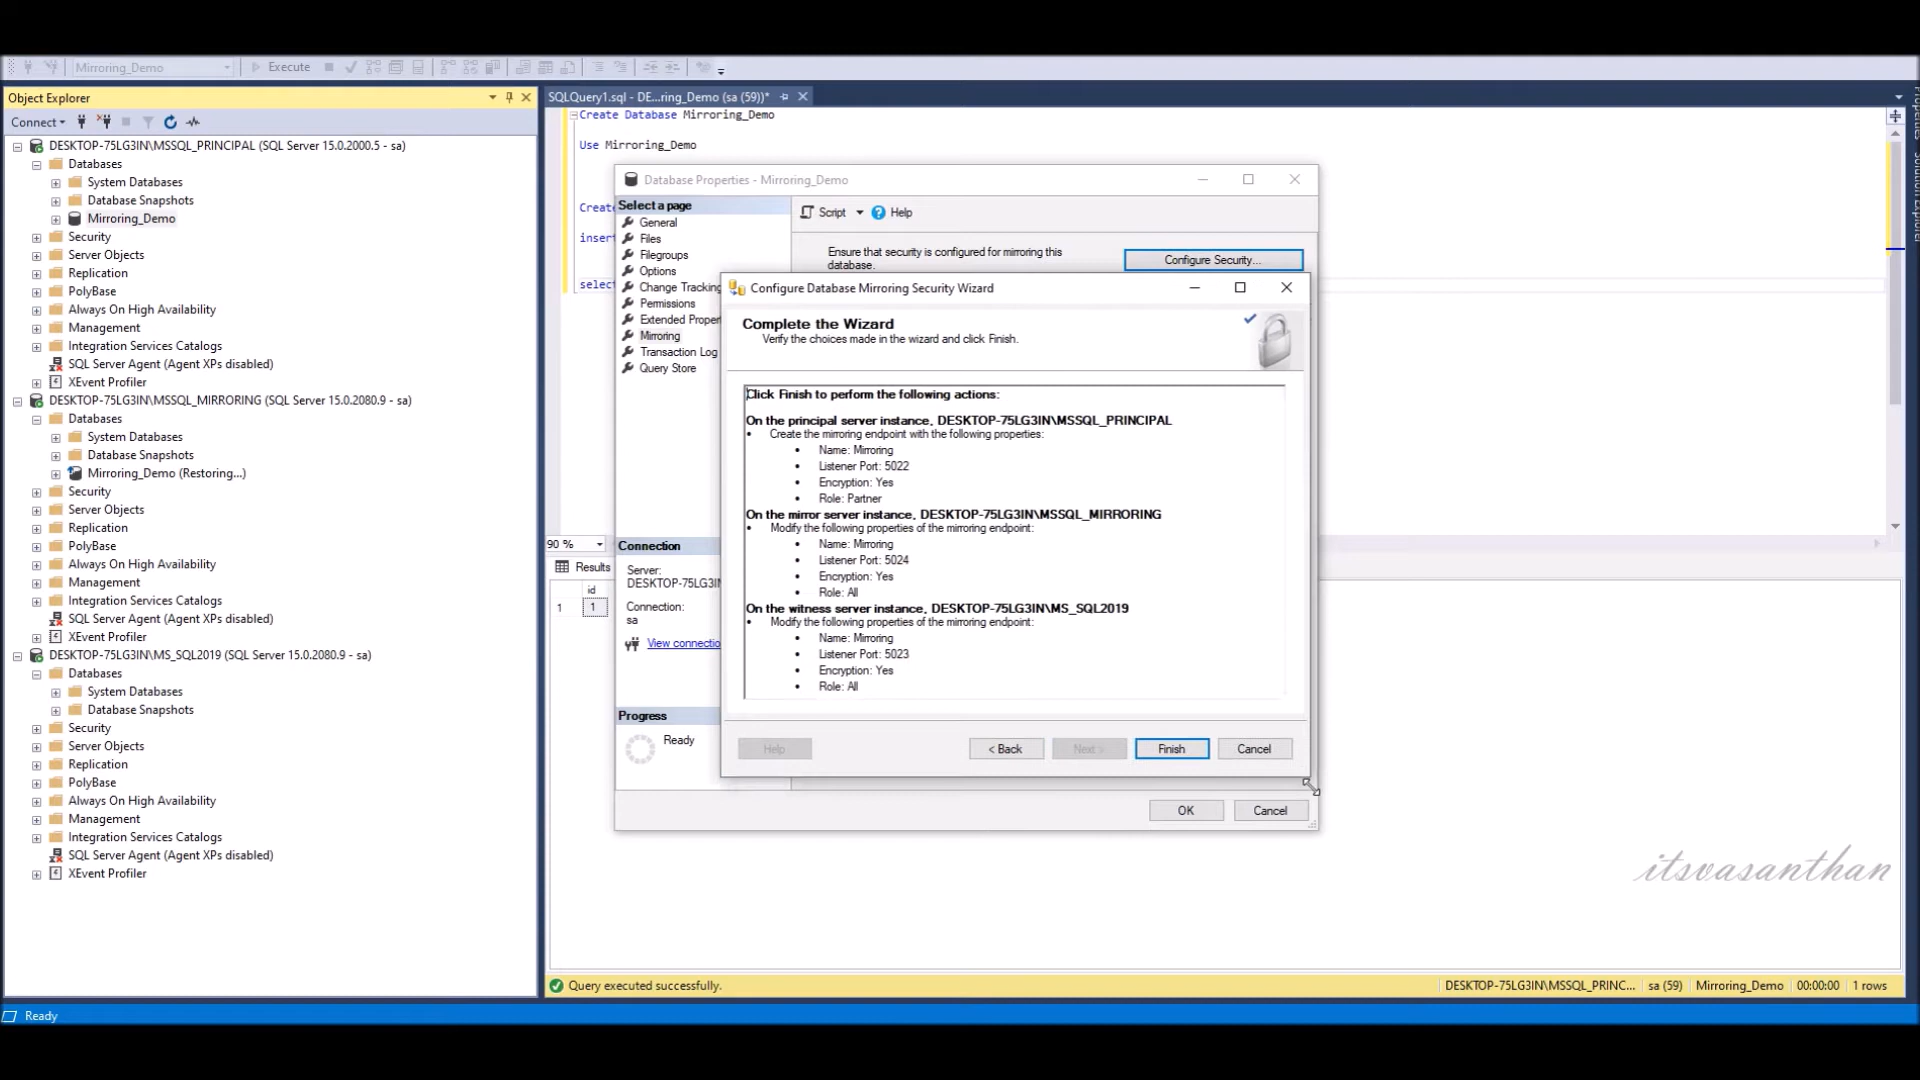 Mirroring_Demo
Execute
Object Explorer
Connect
DESKTOP-75LG3IN\MSSQL_PRINCIPAL (SQL Server 15.0.2000.5 - sa)
Databases
System Databases
Database Snapshots
Mirroring_Demo
Security
Server Objects
Replication
PolyBase
Always On High Availability
Management
Integration Services Catalogs
SQL Server Agent (Agent XPs disabled)
XEvent Profiler
DESKTOP-75LG3IN\MSSQL_MIRRORING (SQL Server 15.0.2080.9 - sa)
Databases
System Databases
Database Snapshots
Mirroring_Demo (Restoring...)
Security
Server Objects
Replication
PolyBase
Always On High Availability
Management
Integration Services Catalogs
SQL Server Agent (Agent XPs disabled)
XEvent Profiler
DESKTOP-75LG3IN\MS_SQL2019 (SQL Server 15.0.2080.9 - sa)
Databases
System Databases
Database Snapshots
Security
Server Objects
Replication
PolyBase
Always On High Availability
Management
Integration Services Catalogs
SQL Server Agent (Agent XPs disabled)
XEvent Profiler
SQLQuery1.sql - DE...ring_Demo (sa (59))*
Create Database Mirroring_Demo
Use Mirroring_Demo
Create
insert
select
90 %
Results
id
1 1
Database Properties - Mirroring_Demo
Select a page
General
Files
Filegroups
Options
Change Tracking
Permissions
Extended Proper
Mirroring
Transaction Log
Query Store
Connection
Server:
DESKTOP-75LG3IN
Connection:
sa
View connectio
Progress
Ready
Script
Help
Ensure that security is configured for mirroring this
database.
Configure Security...
Configure Database Mirroring Security Wizard
Complete the Wizard
Verify the choices made in the wizard and click Finish.
Click Finish to perform the following actions:
On the principal server instance, DESKTOP-75LG3IN\MSSQL_PRINCIPAL
• Create the mirroring endpoint with the following properties:
• Name: Mirroring
• Listener Port: 5022
• Encryption: Yes
• Role: Partner
On the mirror server instance, DESKTOP-75LG3IN\MSSQL_MIRRORING
• Modify the following properties of the mirroring endpoint:
• Name: Mirroring
• Listener Port: 5024
• Encryption: Yes
• Role: All
On the witness server instance, DESKTOP-75LG3IN\MS_SQL2019
• Modify the following properties of the mirroring endpoint:
• Name: Mirroring
• Listener Port: 5023
• Encryption: Yes
• Role: All
Help
< Back
Next >
Finish
Cancel
OK
Cancel
itsvasanthan
Query executed successfully.
DESKTOP-75LG3IN\MSSQL_PRINC...
sa (59)
Mirroring_Demo
00:00:00
1 rows
Ready